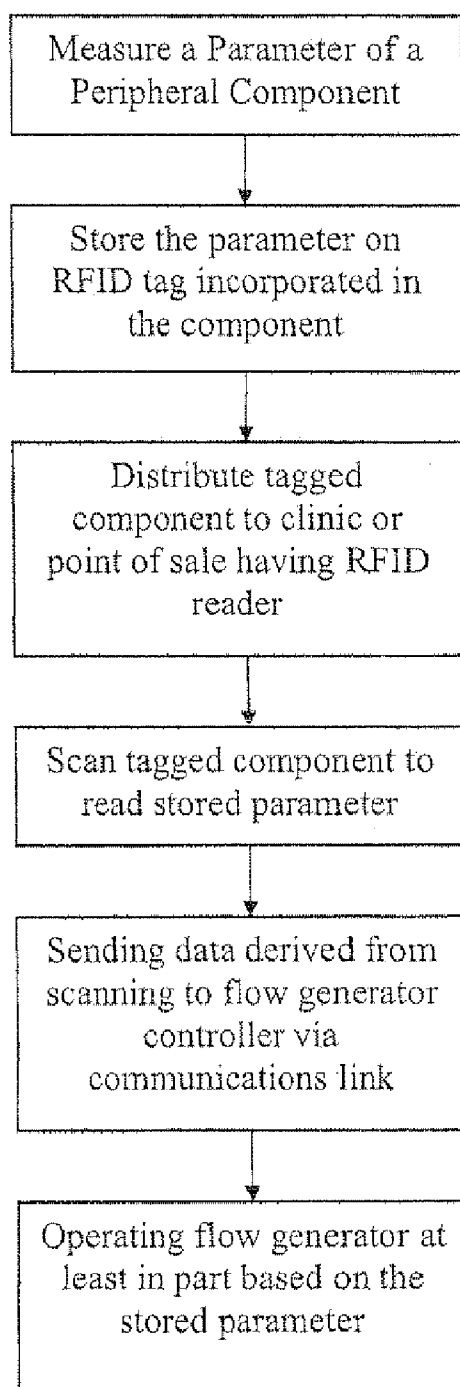 Measure a Parameter of a
Peripheral Component
Store the parameter on
RFID tag incorporated in
the component
Distribute tagged
component to clinic or
point of sale having RFID
reader
Scan tagged component to
read stored parameter
Sending data derived from
scanning to flow generator
controller via
communications link
Operating flow generator at
least in part based on the
stored parameter